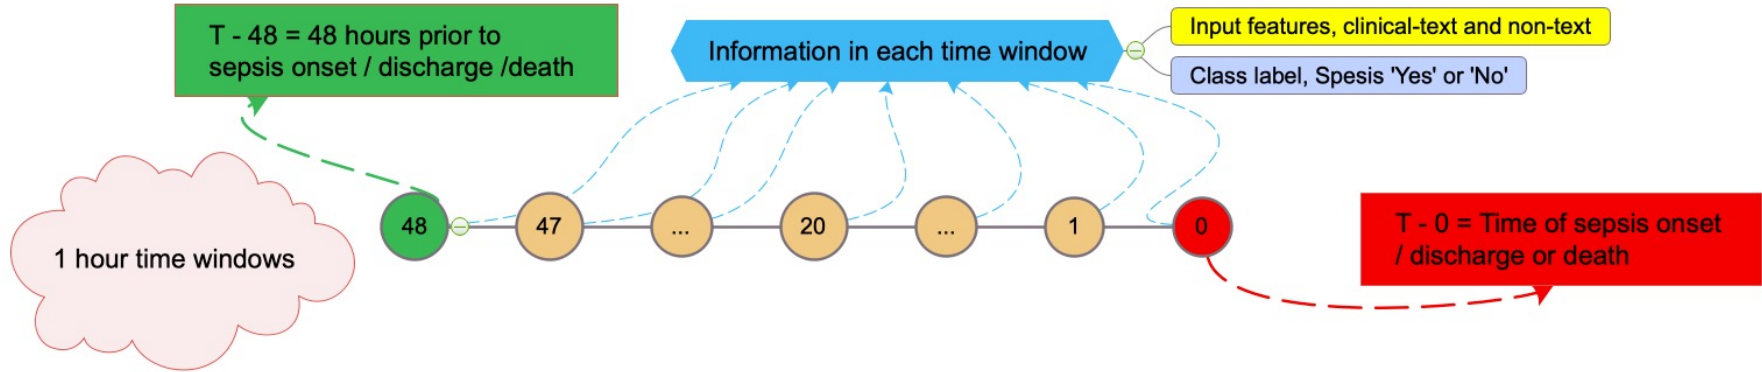 T - 48 = 48 hours prior to
sepsis onset / discharge /death
Information in each time window
Input features, clinical-text and non-text
Class label, Spesis 'Yes' or 'No'
1 hour time windows
48
47
...
20
...
1
0
T - 0 = Time of sepsis onset
/ discharge or death